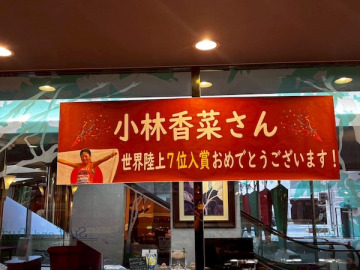 小林香菜さん
世界陸上7位入賞おめでとうございます！